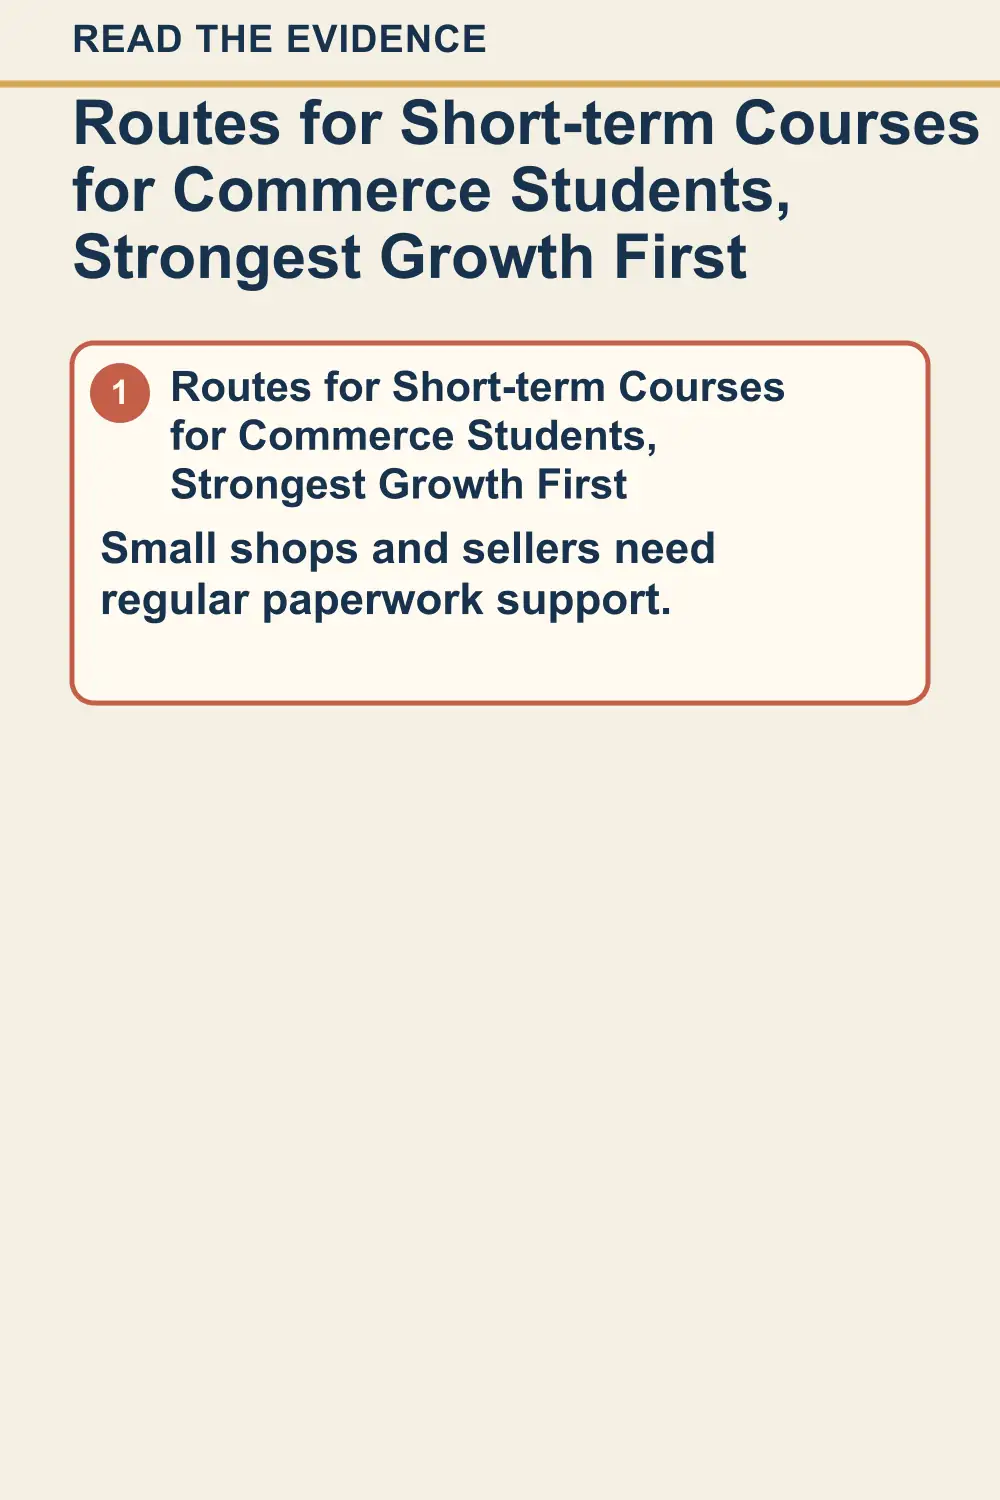 READ THE EVIDENCE
Routes for Short-term Courses
for Commerce Students,
Strongest Growth First
1
Routes for Short-term Courses
for Commerce Students,
Strongest Growth First
Small shops and sellers need
regular paperwork support.